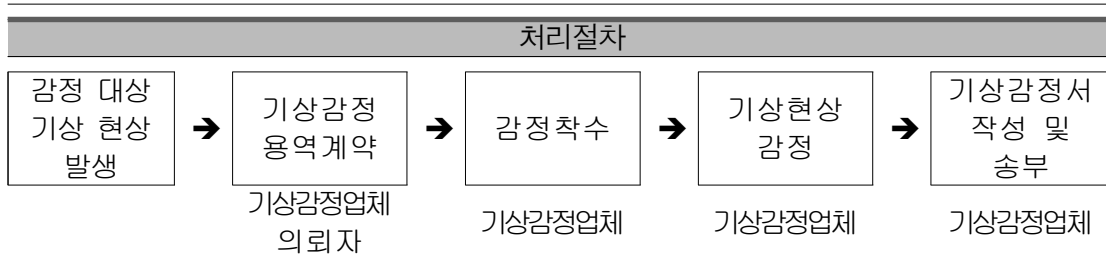 처리절차
감정 대상
기상 현상
발생
➔
기상감정
용역계약
➔
감정착수
➔
기상현상
감정
➔
기상감정서
작성 및
송부
기상감정업체
의뢰자
기상감정업체
기상감정업체
기상감정업체